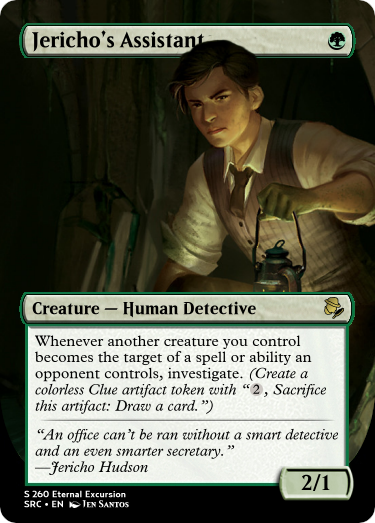 Jericho's Assistant
Creature — Human Detective
Whenever another creature you control
becomes the target of a spell or ability an
opponent controls, investigate. (Create a
colorless Clue artifact token with “2, Sacrifice
this artifact: Draw a card.”)
“An office can't be ran without a smart detective
and an even smarter secretary.”
—Jericho Hudson
2/1
S 260 Eternal Excursion
SRC • EN Jen Santos